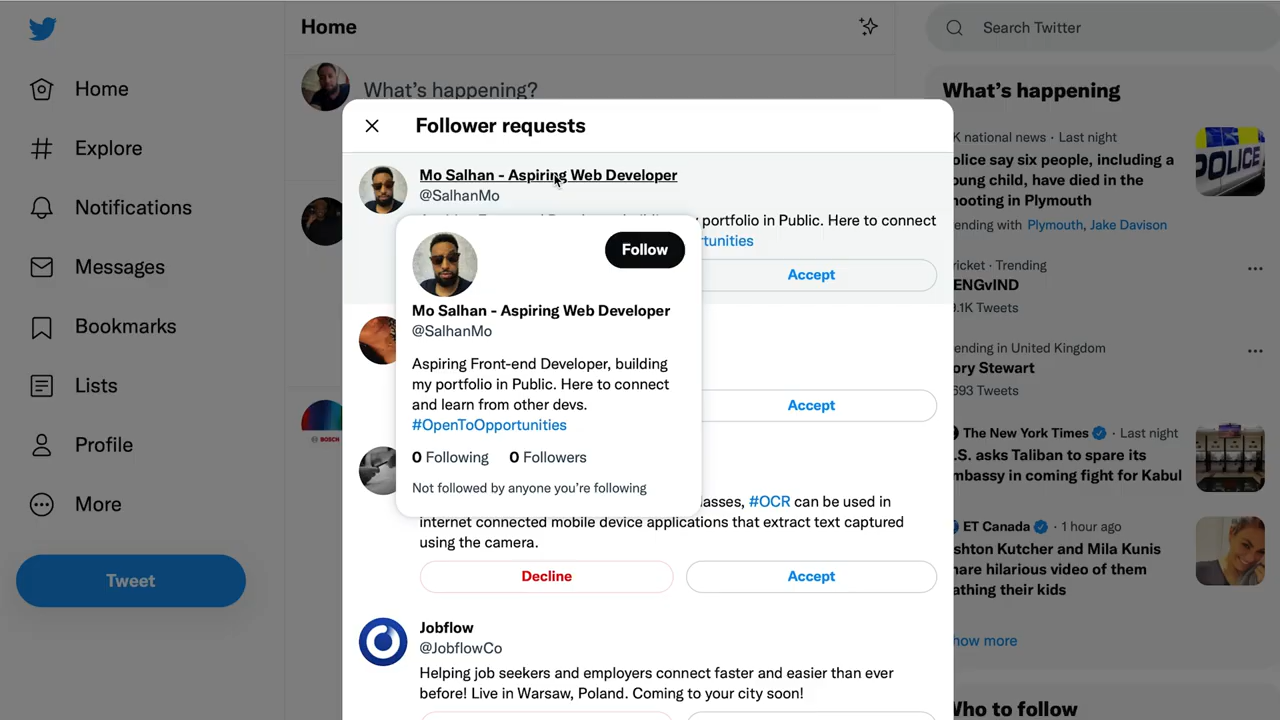 Home
Search Twitter
Home
Explore
Notifications
Messages
Bookmarks
Lists
Profile
More
Tweet
What's happening?
Follower requests
Mo Salhan - Aspiring Web Developer
@SalhanMo
portfolio in Public. Here to connect
Accept
Follow
Mo Salhan - Aspiring Web Developer
@SalhanMo
Aspiring Front-end Developer, building
my portfolio in Public. Here to connect
and learn from other devs.
#OpenToOpportunities
0 Following 0 Followers
Not followed by anyone you're following
Accept
#OCR can be used in
internet connected mobile device applications that extract text captured
using the camera.
Decline Accept
Jobflow
@JobflowCo
Helping job seekers and employers connect faster and easier than ever
before! Live in Warsaw, Poland. Coming to your city soon!
BOSCH
What's happening
K national news · Last night
olice say six people, including a
oung child, have died in the
hooting in Plymouth
ending with Plymouth, Jake Davison
POLICE
ricket · Trending
ENGvIND
.1K Tweets
ending in United Kingdom
ory Stewart
693 Tweets
The New York Times · Last night
.S. asks Taliban to spare its
mbassy in coming fight for Kabul
ET Canada · 1 hour ago
shton Kutcher and Mila Kunis
hare hilarious video of them
athing their kids
how more
Who to follow